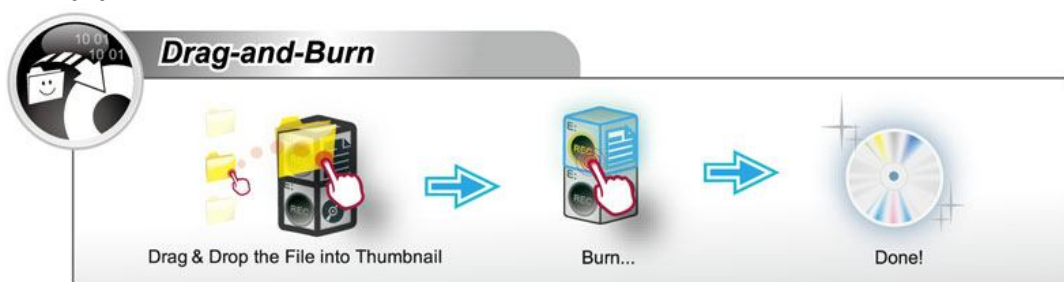 10 01
10 01
Drag-and-Burn
E:
REC
E:
REC
E:
REC
Drag & Drop the File into Thumbnail
Burn...
Done!